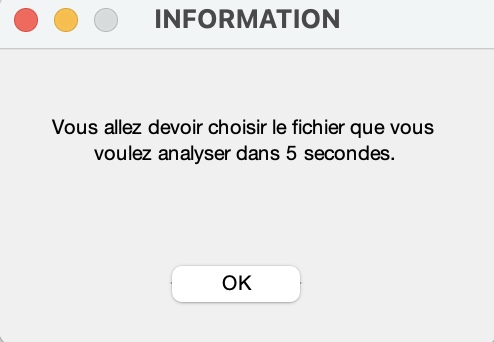 INFORMATION
Vous allez devoir choisir le fichier que vous
voulez analyser dans 5 secondes.
OK